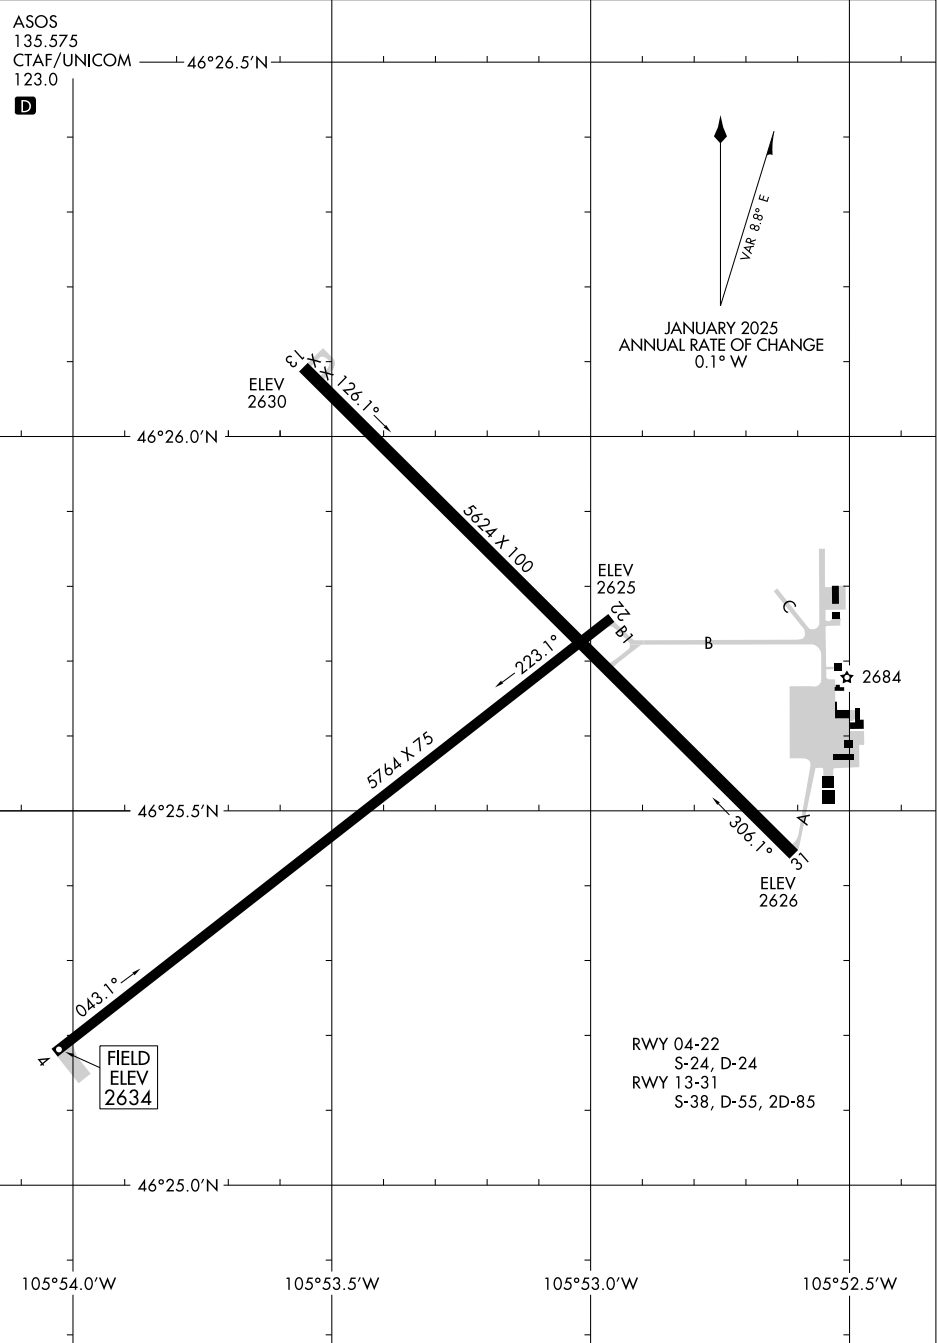 ASOS
135.575
CTAF/UNICOM
123.0
D
46°26.5'N
VAR 8.8° E
JANUARY 2025
ANNUAL RATE OF CHANGE
0.1° W
13
X X
126.1°
ELEV
2630
46°26.0'N
5624 X 100
ELEV
2625
22
B1
B
C
223.1°
2684
5764 X 75
46°25.5'N
A
306.1°
31
ELEV
2626
043.1°
4
FIELD
ELEV
2634
RWY 04-22
S-24, D-24
RWY 13-31
S-38, D-55, 2D-85
46°25.0'N
105°54.0'W
105°53.5'W
105°53.0'W
105°52.5'W